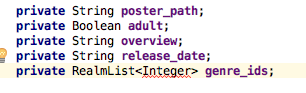 private String poster_path;
private Boolean adult;
private String overview;
private String release_date;
private RealmList<Integer> genre_ids;